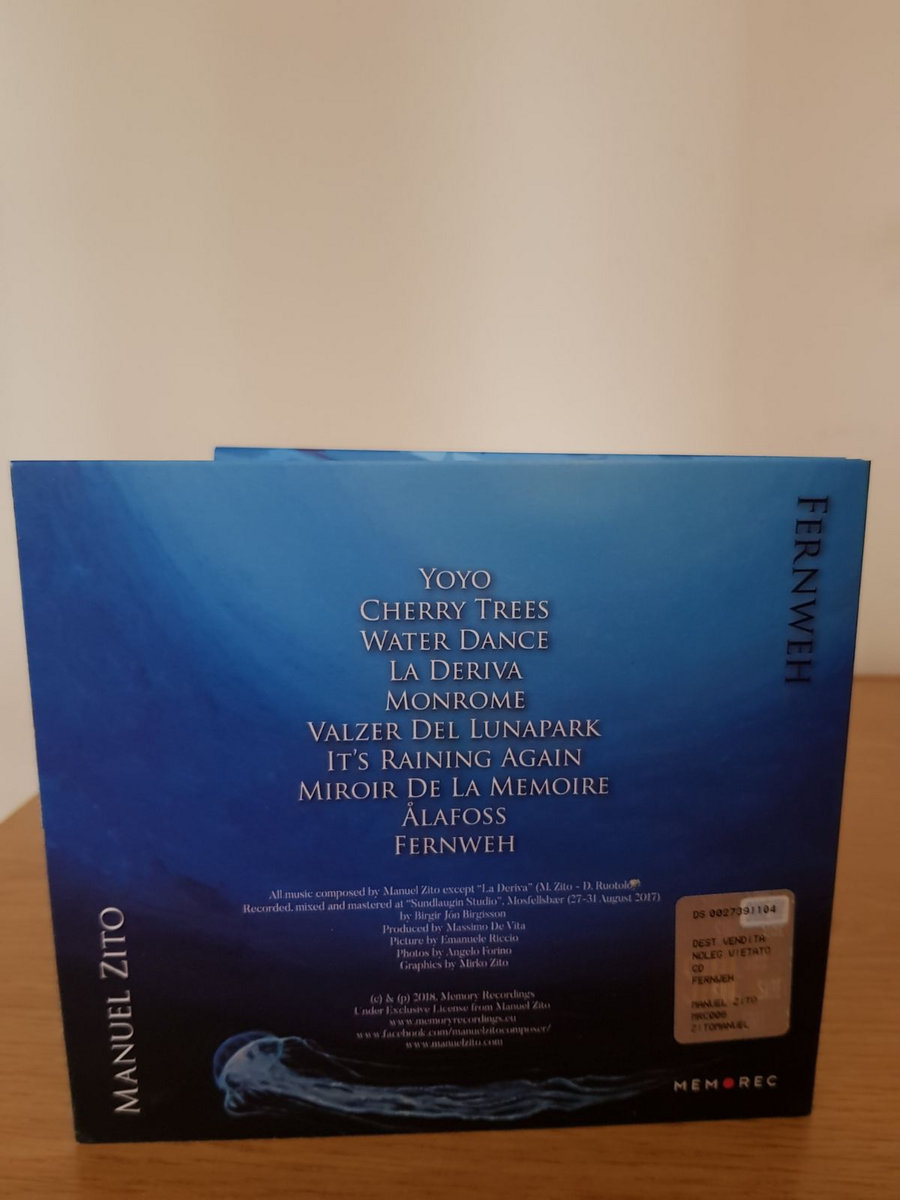 FERNWEH
YOYO
CHERRY TREES
WATER DANCE
LA DERIVA
MONROME
VALZER DEL LUNAPARK
IT'S RAINING AGAIN
MIROIR DE LA MEMOIRE
ÅLAFOSS
FERNWEH
All music composed by Manuel Zito except "La Deriva" (M. Zito - D. Ruotolo)
Recorded, mixed and mastered at "Sundlaugin Studio", Mosfellsbær (27-31 August 2017)
by Birgir Jón Birgisson
Produced by Massimo De Vita
Picture by Emanuele Riccio
Photos by Angelo Forino
Graphics by Mirko Zito
(c) & (p) 2018, Memory Recordings
Under Exclusive License from Manuel Zito
www.memoryrecordings.eu
www.facebook.com/manuelzitocomposer/
www.manuelzito.com
MANUEL ZITO
DS 0027391104
DEST VENDITA
NOLEG VIETATO
CD
FERNWEH
MANUEL ZITO
MRC006
ZITOMANUEL
MEMOREC